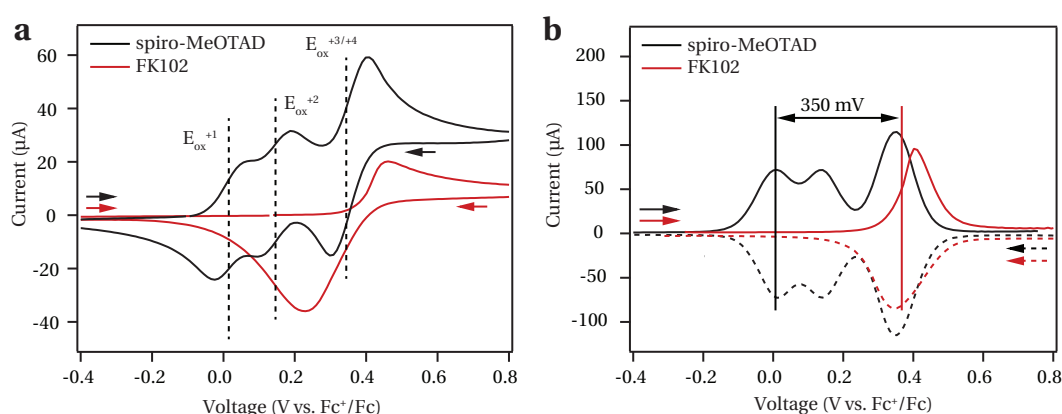 a
spiro-MeOTAD
FK102
E_ox^+1
E_ox^+2
E_ox^+3/+4
Current (µA)
60
40
20
0
-20
-40
-0.4
-0.2
0.0
0.2
0.4
0.6
0.8
Voltage (V vs. Fc⁺/Fc)
b
spiro-MeOTAD
FK102
350 mV
Current (µA)
200
150
100
50
0
-50
-100
-0.4
-0.2
0.0
0.2
0.4
0.6
0.8
Voltage (V vs. Fc⁺/Fc)